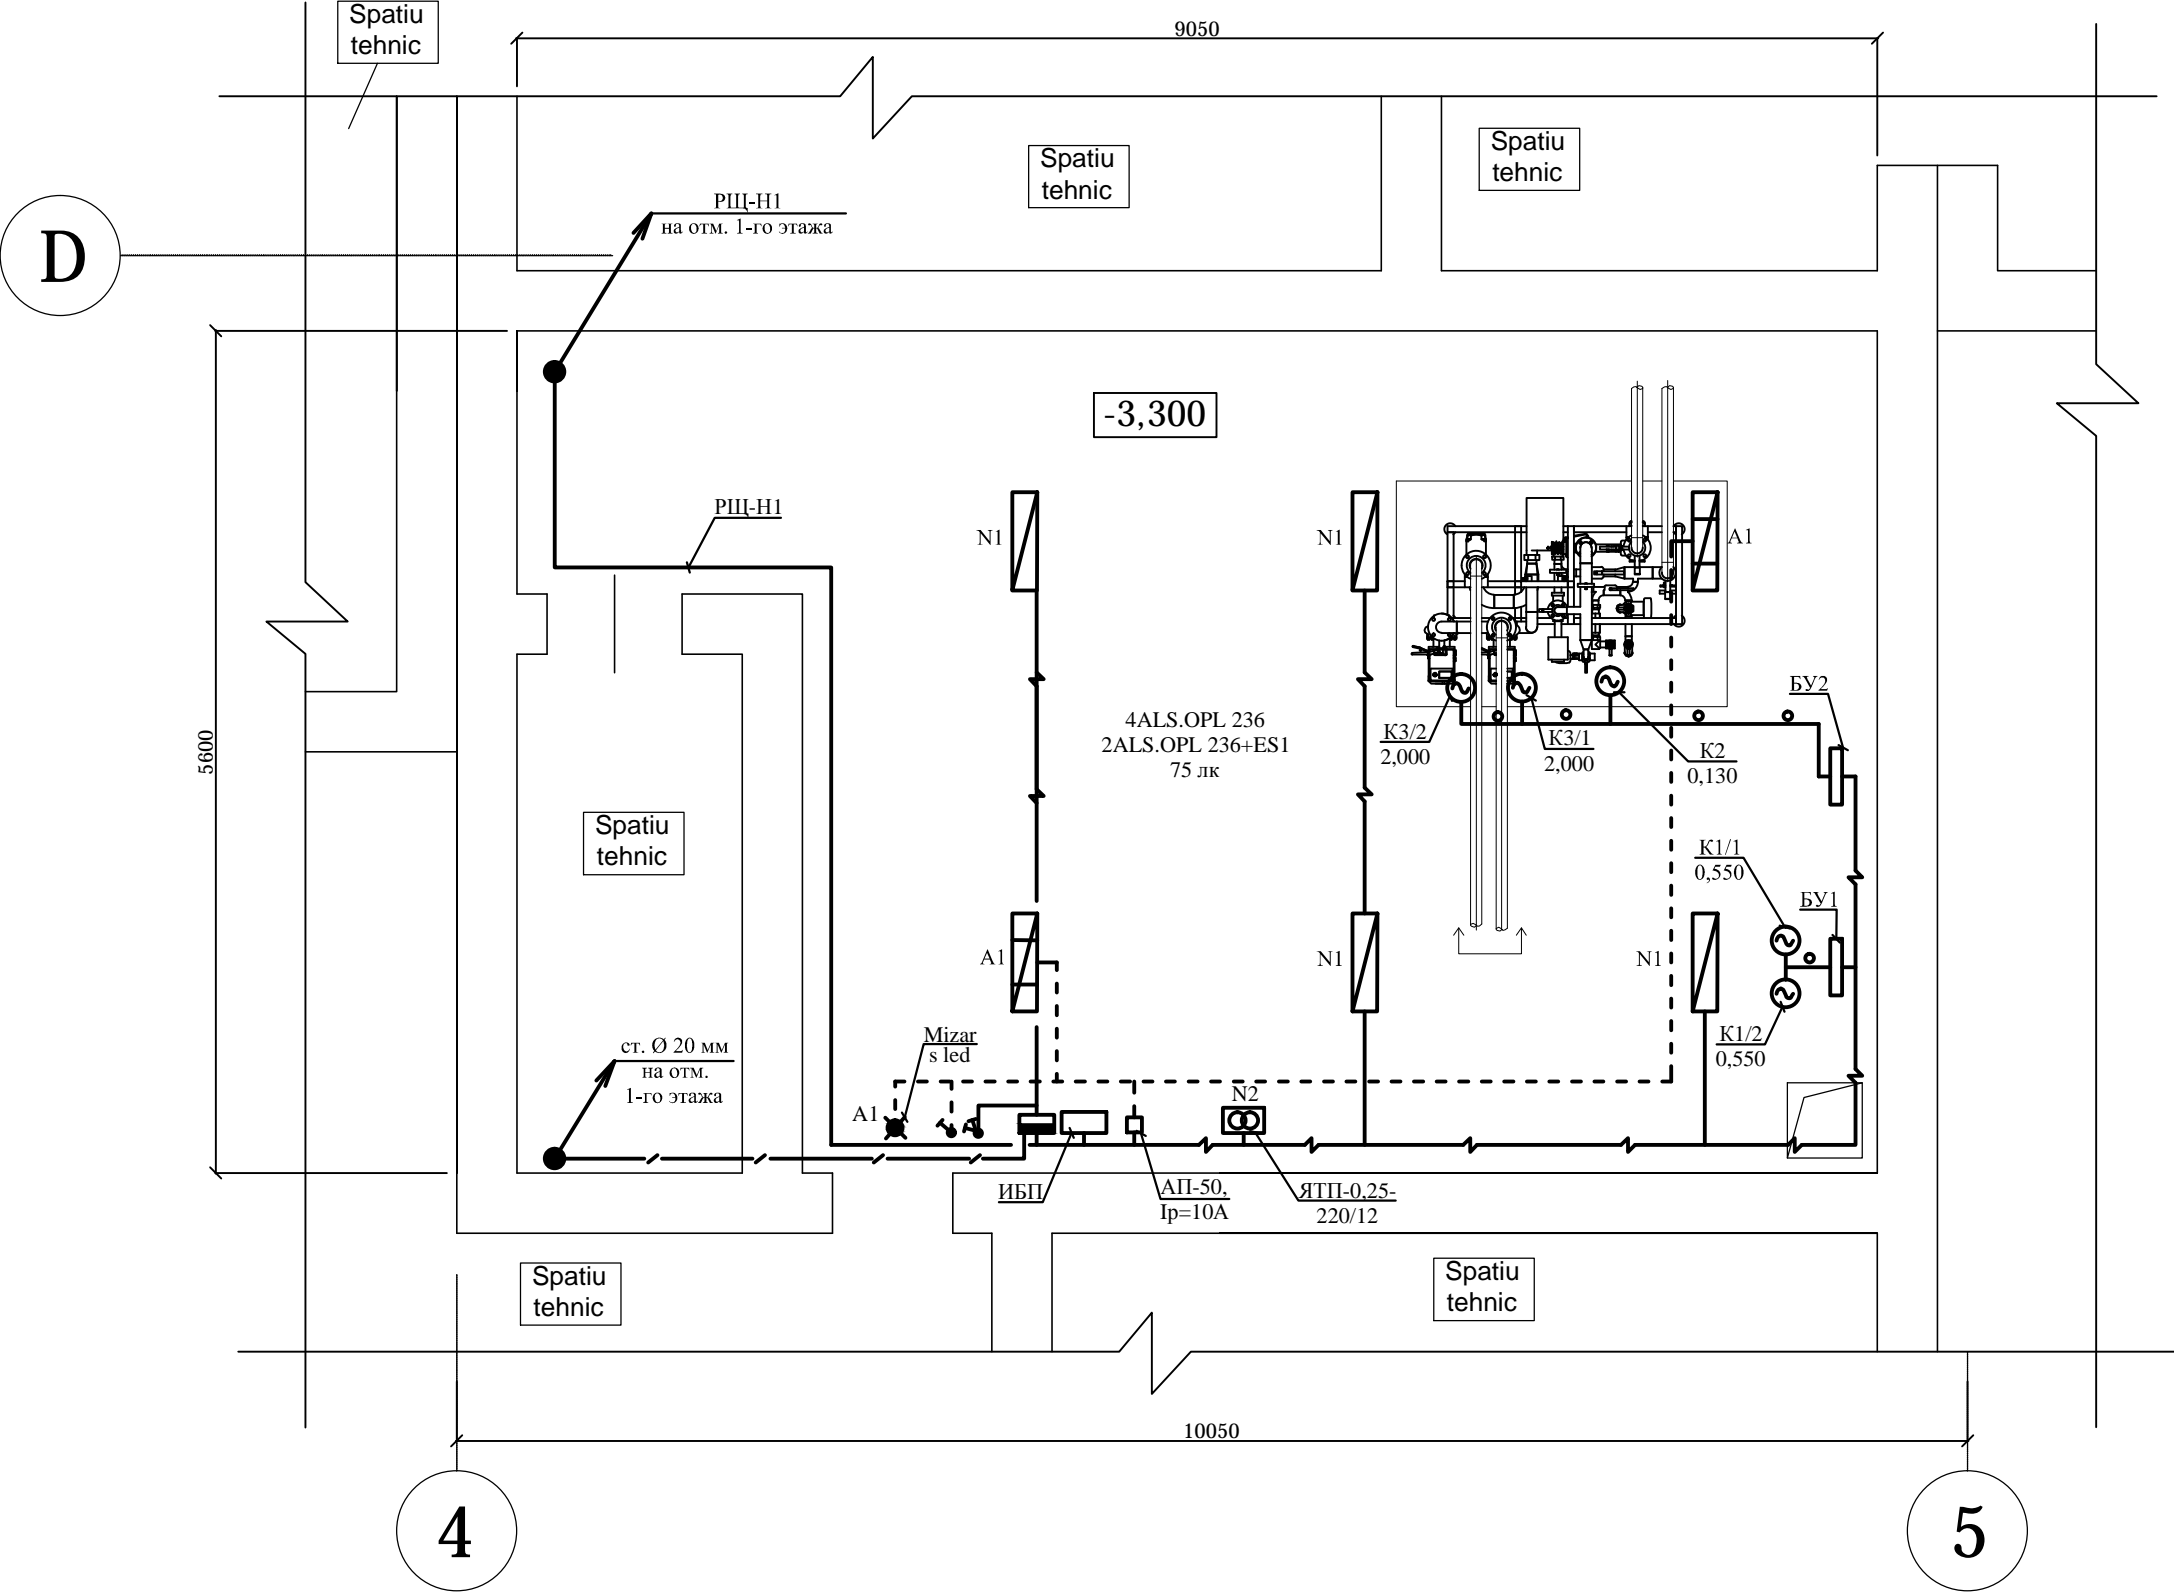 Spatiu
tehnic
9050
Spatiu
tehnic
Spatiu
tehnic
РЩ-Н1
на отм. 1-го этажа
D
-3,300
РЩ-Н1
N1
N1
А1
5600
4ALS.OPL 236
2ALS.OPL 236+ES1
75 лк
К3/2
2,000
К3/1
2,000
К2
0,130
БУ2
Spatiu
tehnic
К1/1
0,550
БУ1
А1
N1
N1
К1/2
0,550
ст. Ø 20 мм
на отм.
1-го этажа
Mizar
s led
А1
N2
ИБП
АП-50,
Iр=10А
ЯТП-0,25-
220/12
Spatiu
tehnic
Spatiu
tehnic
10050
4
5